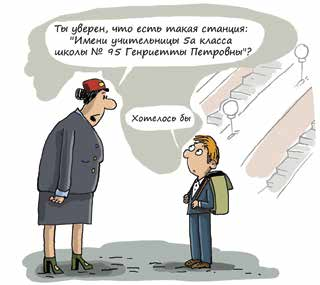 Ты уверен, что есть такая станция:
"Имени учительницы 5а класса
школы № 95 Генриетты Петровны"?
Хотелось бы